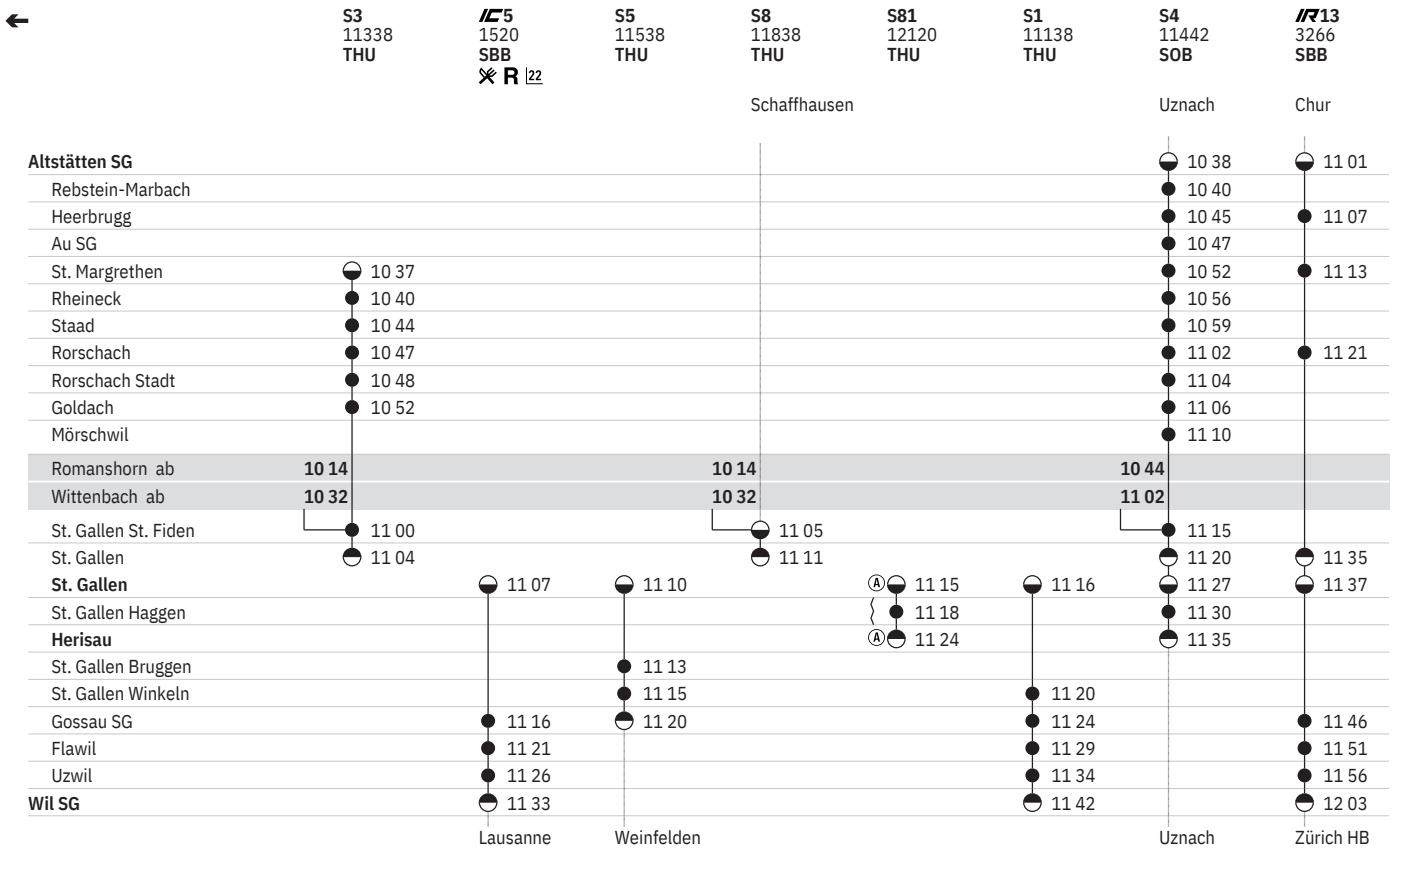 S3 IC5 S5 S8 S81 S1 S4 IR13
11338 1520 11538 11838 12120 11138 11442 3266
THU SBB THU THU THU THU SOB SBB
R 22
Schaffhausen Uznach Chur
Altstätten SG 10 38 11 01
Rebstein-Marbach 10 40
Heerbrugg 10 45 11 07
Au SG 10 47
St. Margrethen 10 37 10 52 11 13
Rheineck 10 40 10 56
Staad 10 44 10 59
Rorschach 10 47 11 02 11 21
Rorschach Stadt 10 48 11 04
Goldach 10 52 11 06
Mörschwil 11 10
Romanshorn ab 10 14 10 14 10 44
Wittenbach ab 10 32 10 32 11 02
St. Gallen St. Fiden 11 00 11 05 11 15
St. Gallen 11 04 11 11 11 20 11 35
St. Gallen 11 07 11 10 A 11 15 11 16 11 27 11 37
St. Gallen Haggen 11 18 11 30
Herisau A 11 24 11 35
St. Gallen Bruggen 11 13
St. Gallen Winkeln 11 15 11 20
Gossau SG 11 16 11 20 11 24 11 46
Flawil 11 21 11 29 11 51
Uzwil 11 26 11 34 11 56
Wil SG 11 33 11 42 12 03
Lausanne Weinfelden Uznach Zürich HB